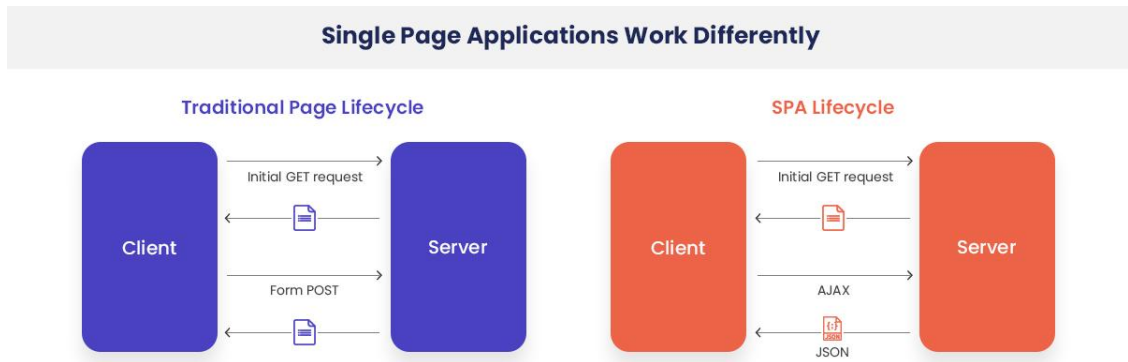 Single Page Applications Work Differently
Traditional Page Lifecycle
Client
Initial GET request
Form POST
Server
SPA Lifecycle
Client
Initial GET request
AJAX
{;}
JSON
JSON
Server